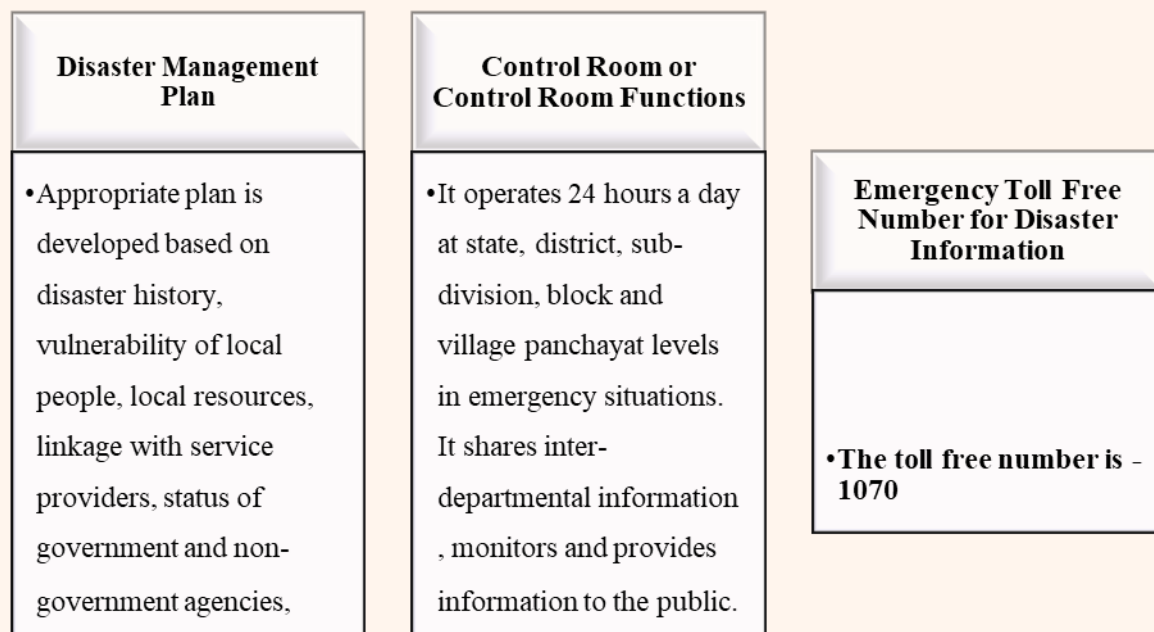 Disaster Management
Plan
•Appropriate plan is
developed based on
disaster history,
vulnerability of local
people, local resources,
linkage with service
providers, status of
government and non-
government agencies,
Control Room or
Control Room Functions
•It operates 24 hours a day
at state, district, sub-
division, block and
village panchayat levels
in emergency situations.
It shares inter-
departmental information
, monitors and provides
information to the public.
Emergency Toll Free
Number for Disaster
Information
•The toll free number is -
1070